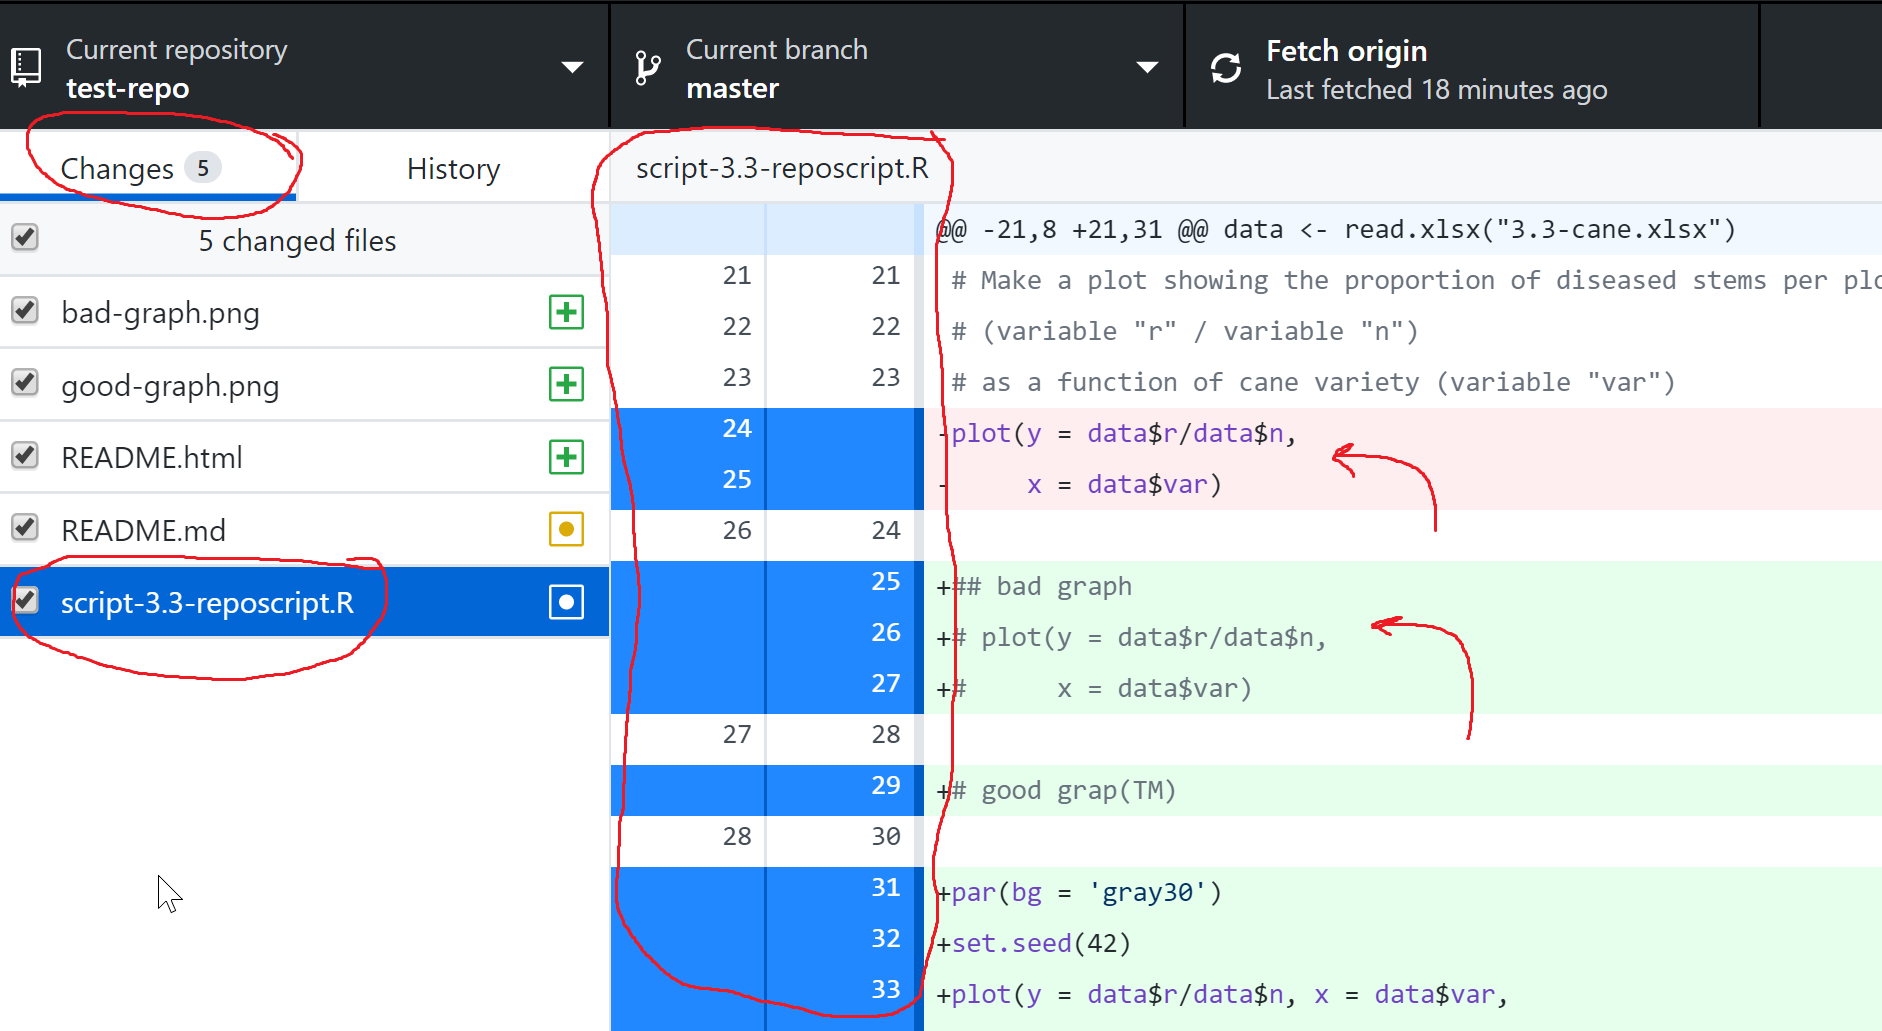 Current repository
test-repo
Current branch
master
Fetch origin
Last fetched 18 minutes ago
Changes 5
History
5 changed files
bad-graph.png
good-graph.png
README.html
README.md
script-3.3-reposcript.R
script-3.3-reposcript.R
@@ -21,8 +21,31 @@ data <- read.xlsx("3.3-cane.xlsx")
21 21 # Make a plot showing the proportion of diseased stems per plo
22 22 # (variable "r" / variable "n")
23 23 # as a function of cane variety (variable "var")
24 -plot(y = data$r/data$n,
25 -     x = data$var)
26 24
25 +## bad graph
26 +# plot(y = data$r/data$n,
27 +#      x = data$var)
27 28
29 +# good grap(TM)
28 30
31 +par(bg = 'gray30')
32 +set.seed(42)
33 +plot(y = data$r/data$n, x = data$var,